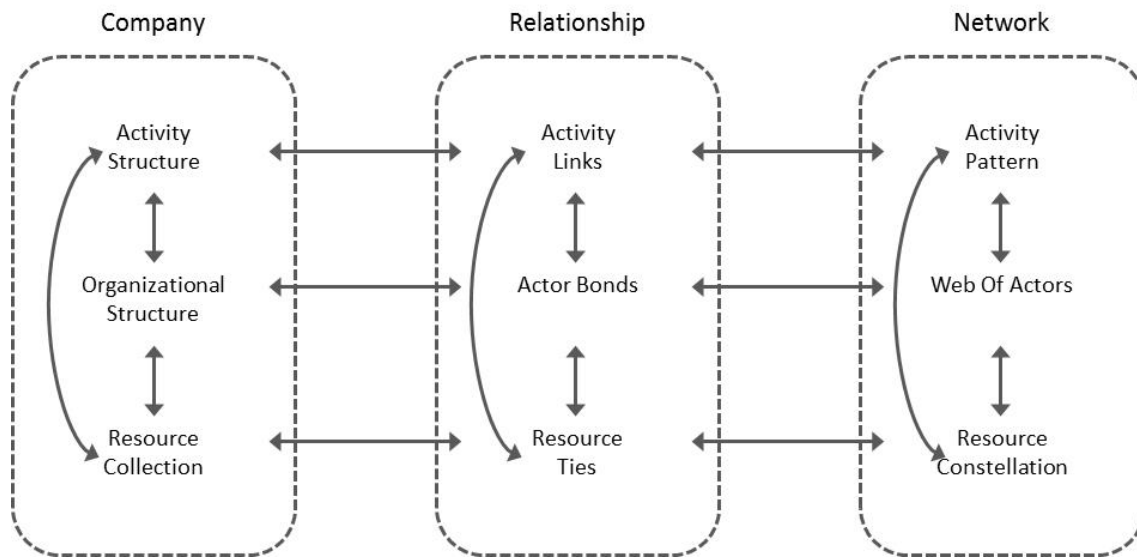 Company
Relationship
Network
Activity
Structure
Activity
Links
Activity
Pattern
Organizational
Structure
Actor Bonds
Web Of Actors
Resource
Collection
Resource
Ties
Resource
Constellation